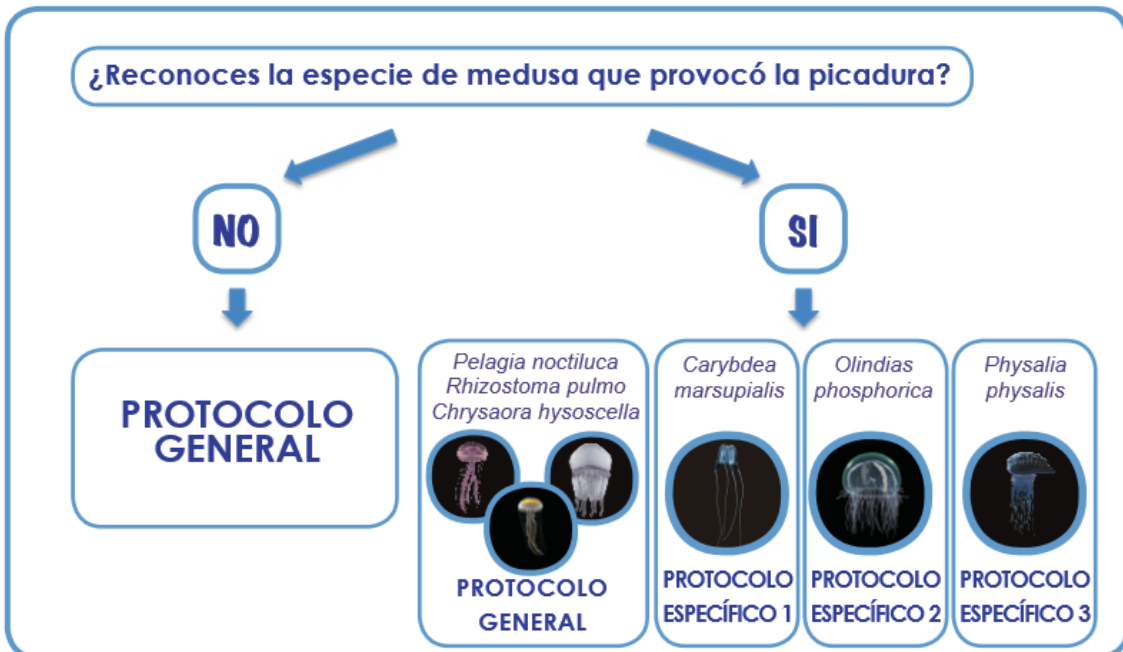 ¿Reconoces la especie de medusa que provocó la picadura?
NO
SI
PROTOCOLO
GENERAL
Pelagia noctiluca
Rhizostoma pulmo
Chrysaora hysoscella
PROTOCOLO
GENERAL
Carybdea
marsupialis
PROTOCOLO
ESPECÍFICO 1
Olindias
phosphorica
PROTOCOLO
ESPECÍFICO 2
Physalia
physalis
PROTOCOLO
ESPECÍFICO 3